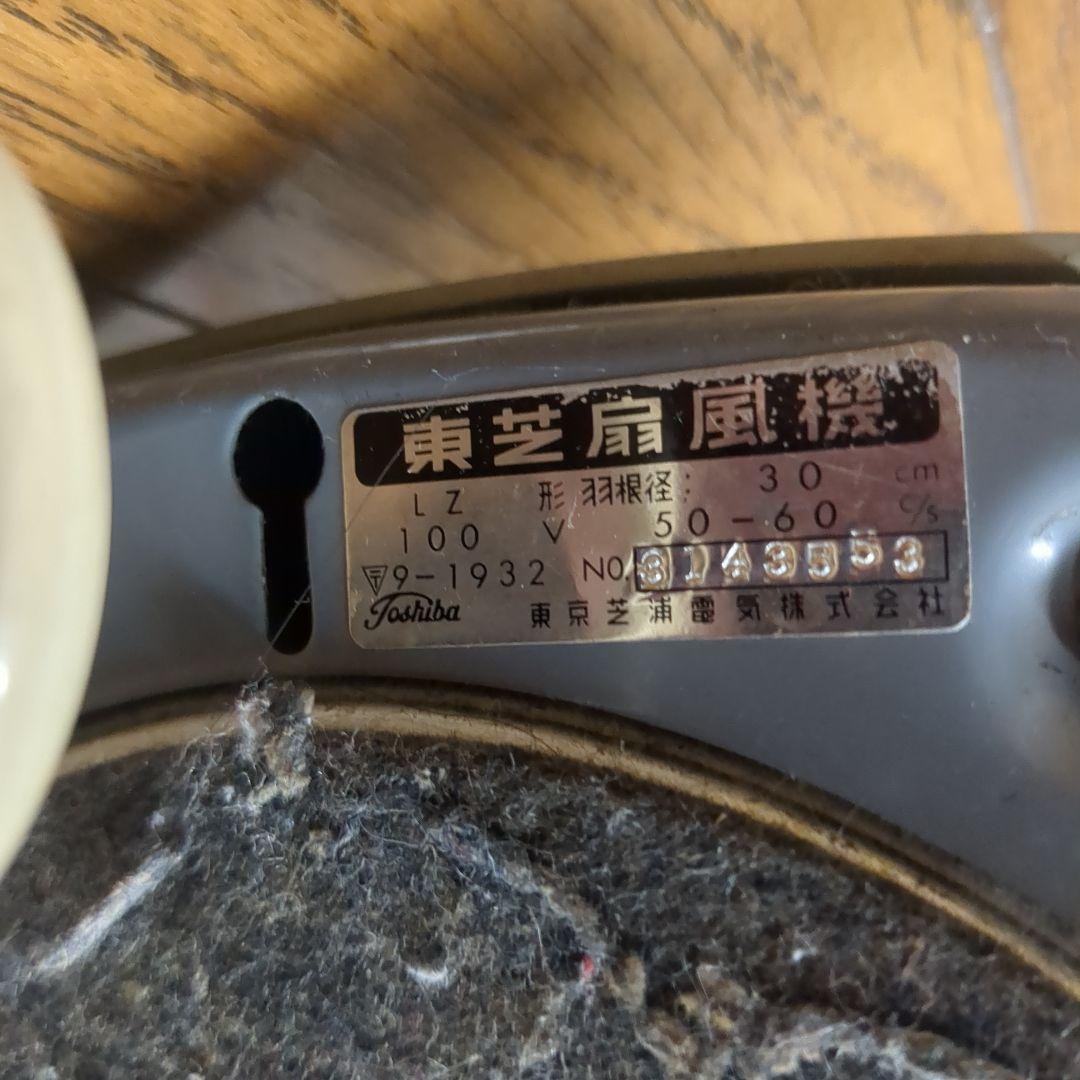 東芝扇風機
LZ 形 羽根径: 30 cm
100 V 50-60 c/s
〒9-1932 NO. 3143553
Toshiba 東京芝浦電気株式会社